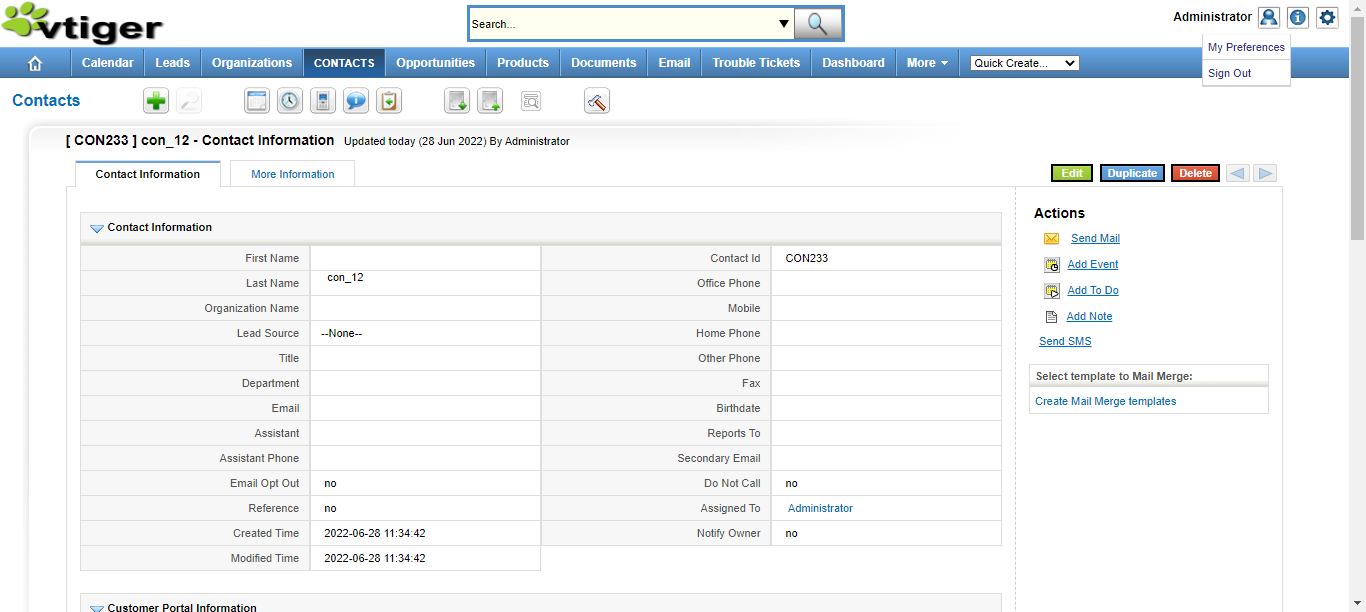 vtiger
Search...
Administrator
My Preferences
Sign Out
Calendar Leads Organizations CONTACTS Opportunities Products Documents Email Trouble Tickets Dashboard More Quick Create...
Contacts
[ CON233 ] con_12 - Contact Information Updated today (28 Jun 2022) By Administrator
Contact Information More Information
Edit Duplicate Delete
Contact Information
First Name Contact Id CON233
Last Name con_12 Office Phone
Organization Name Mobile
Lead Source --None-- Home Phone
Title Other Phone
Department Fax
Email Birthdate
Assistant Reports To
Assistant Phone Secondary Email
Email Opt Out no Do Not Call no
Reference no Assigned To Administrator
Created Time 2022-06-28 11:34:42 Notify Owner no
Modified Time 2022-06-28 11:34:42
Customer Portal Information
Actions
Send Mail
Add Event
Add To Do
Add Note
Send SMS
Select template to Mail Merge:
Create Mail Merge templates